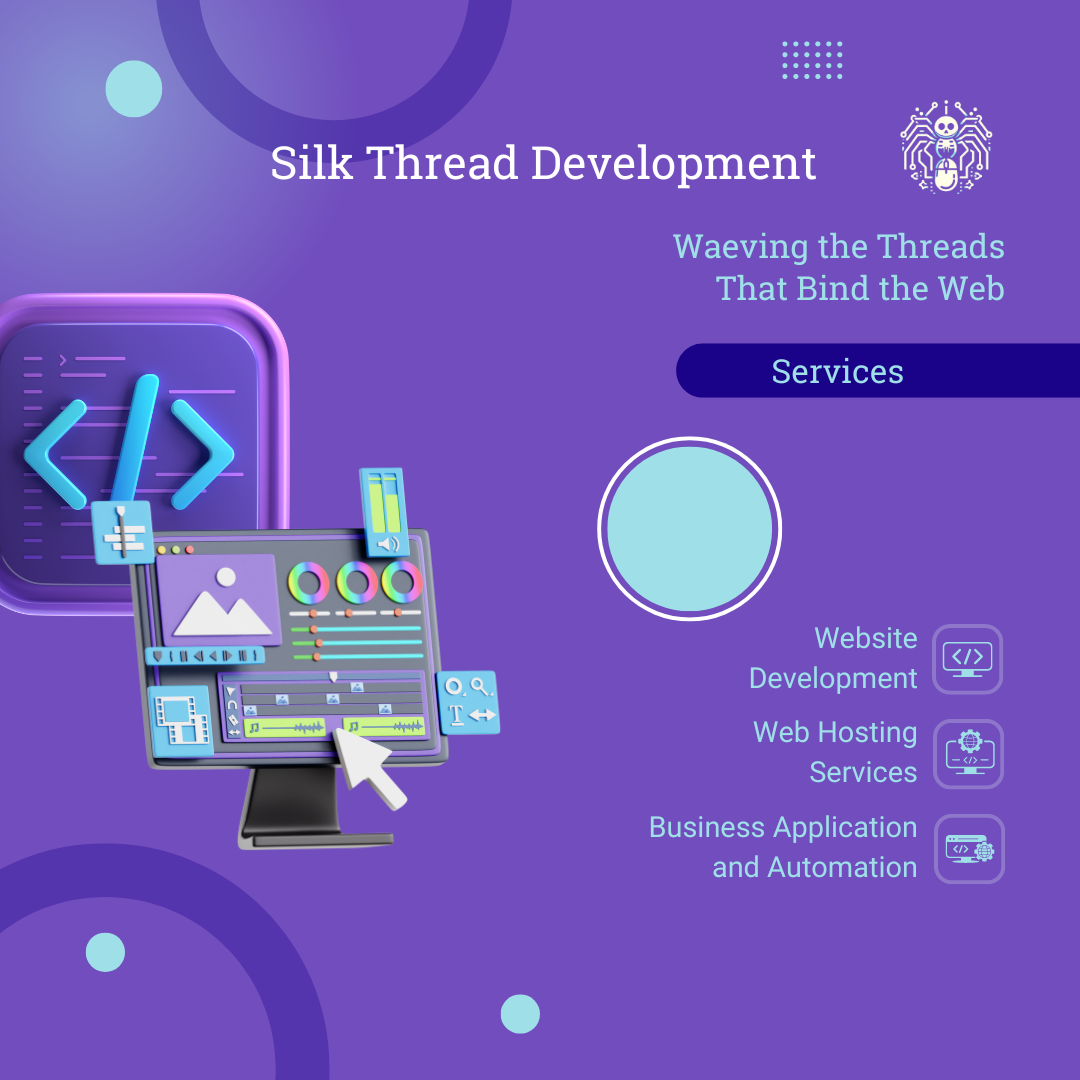 Silk Thread Development
Waeving the Threads
That Bind the Web
Services
Website
Development
Web Hosting
Services
Business Application
and Automation